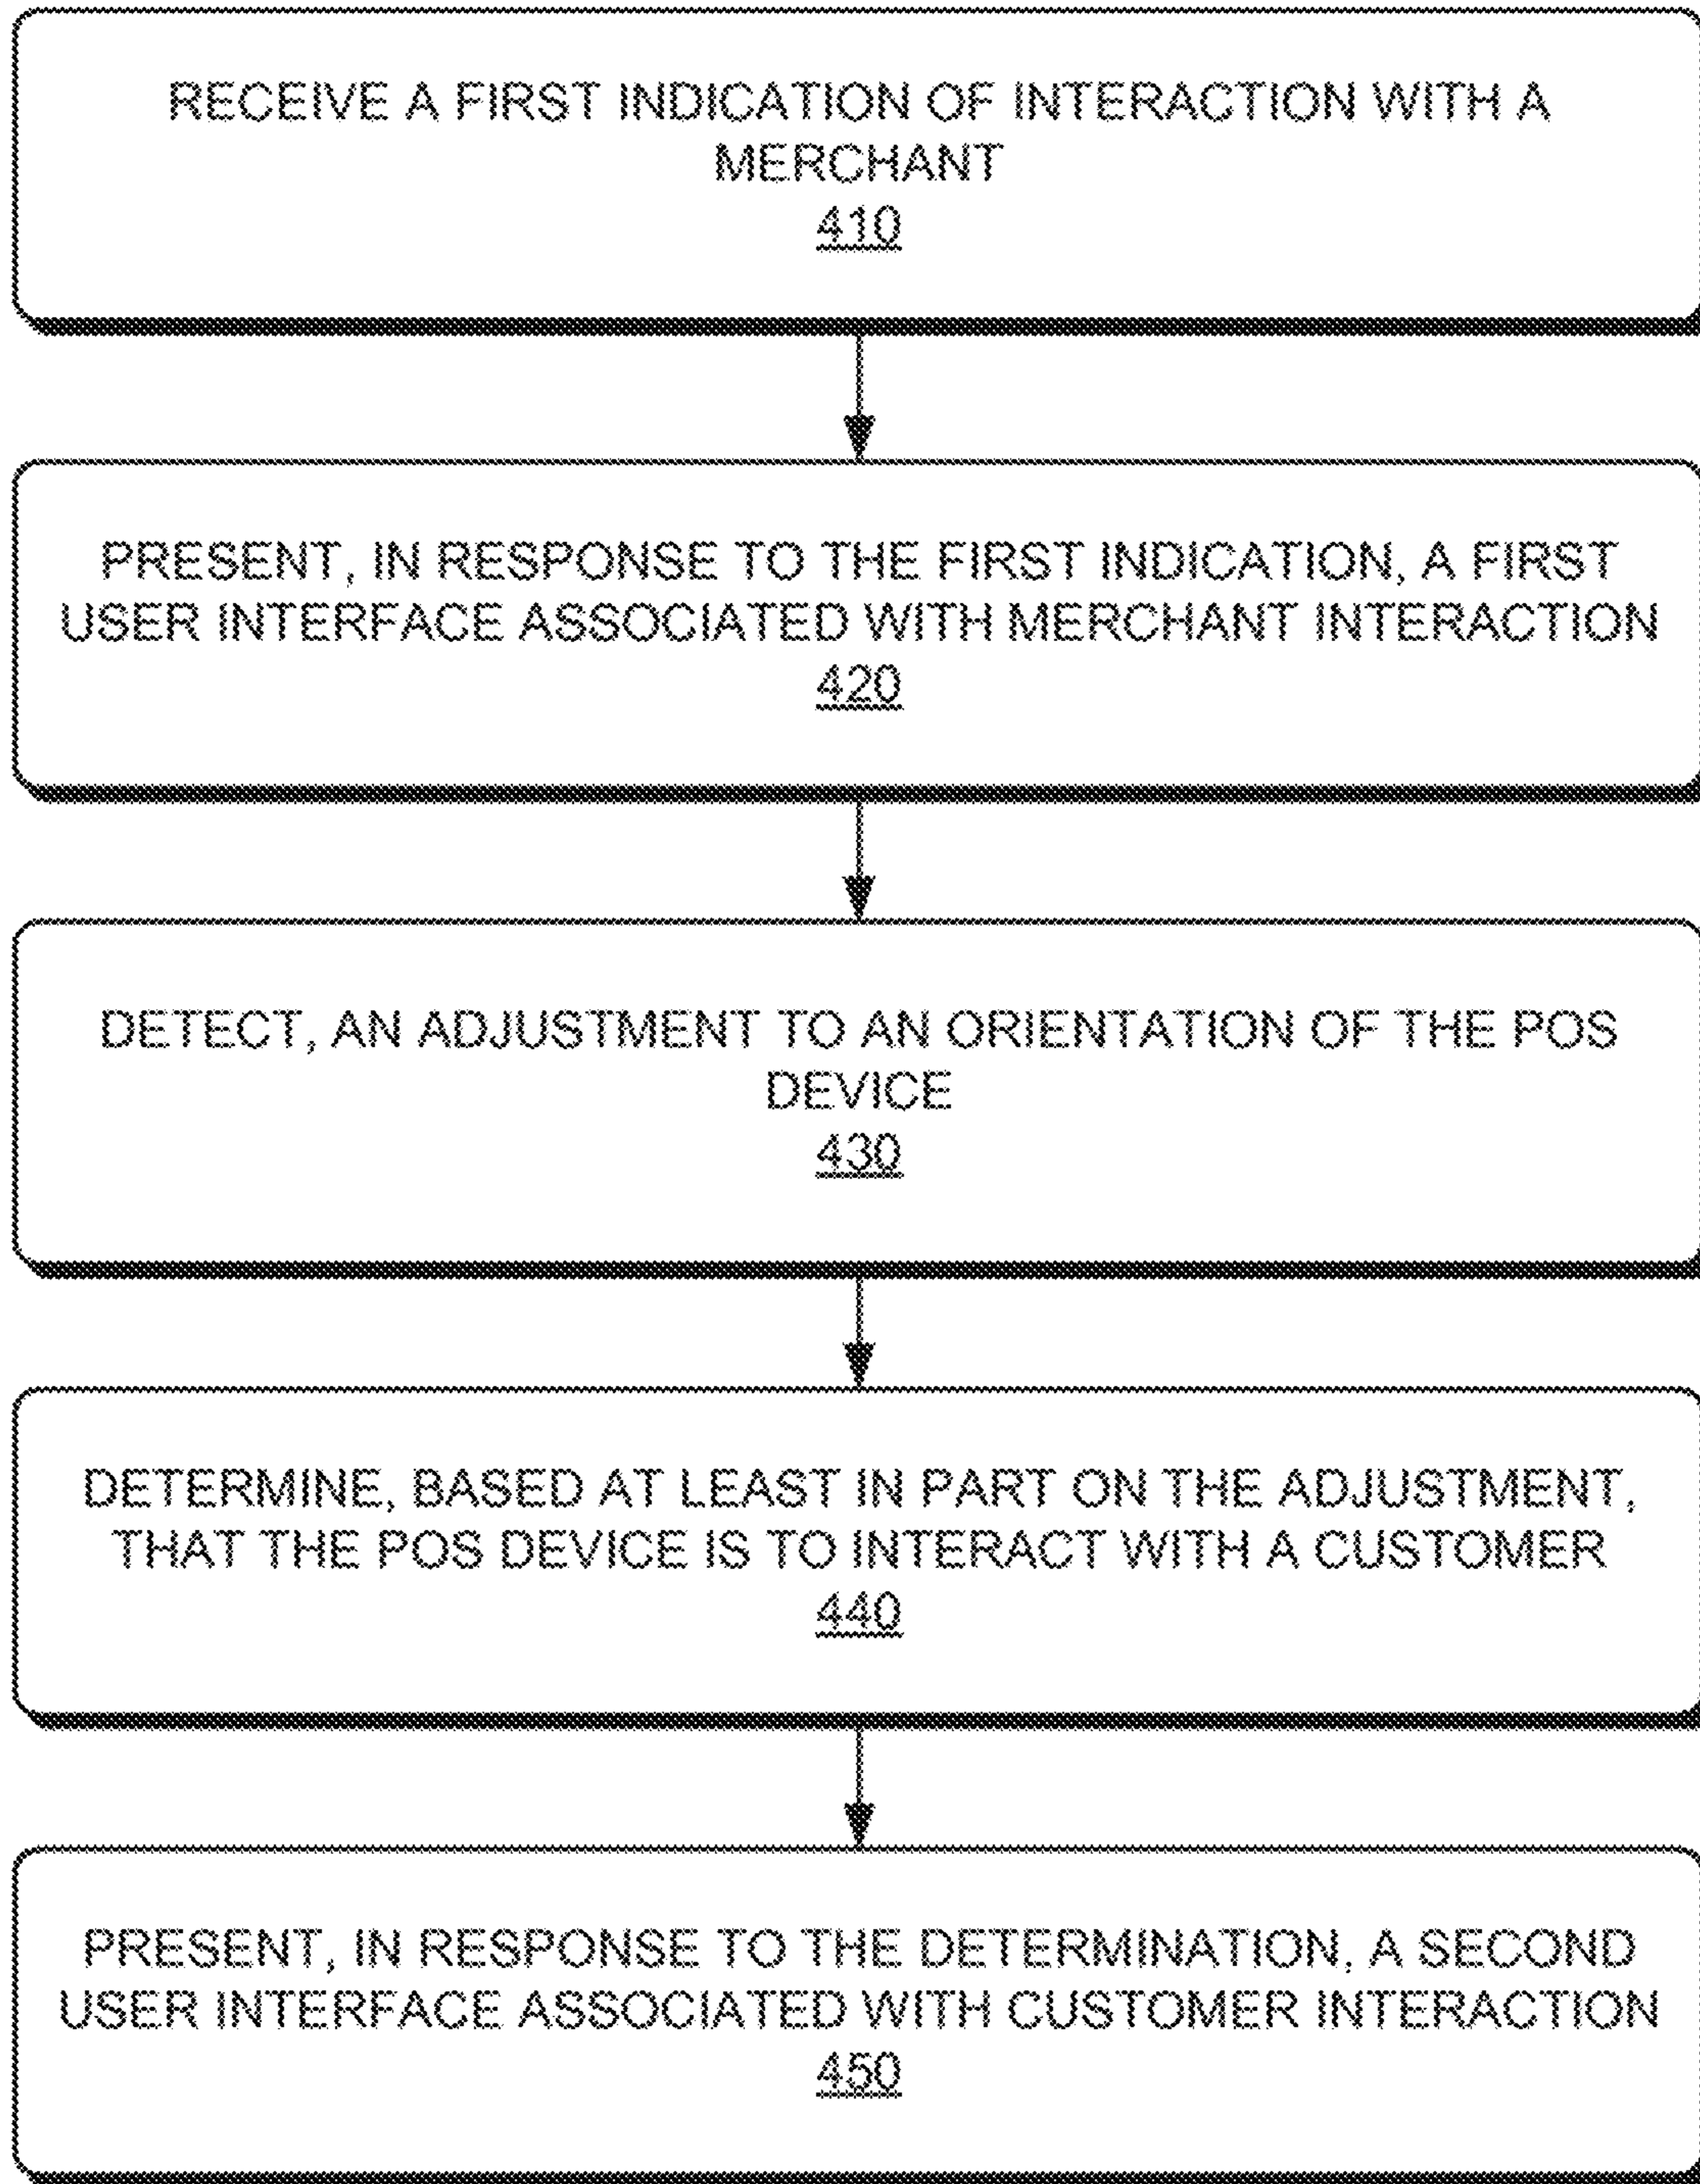 RECEIVE A FIRST INDICATION OF INTERACTION WITH A
MERCHANT
410
PRESENT, IN RESPONSE TO THE FIRST INDICATION, A FIRST
USER INTERFACE ASSOCIATED WITH MERCHANT INTERACTION
420
DETECT, AN ADJUSTMENT TO AN ORIENTATION OF THE POS
DEVICE
430
DETERMINE, BASED AT LEAST IN PART ON THE ADJUSTMENT,
THAT THE POS DEVICE IS TO INTERACT WITH A CUSTOMER
440
PRESENT, IN RESPONSE TO THE DETERMINATION, A SECOND
USER INTERFACE ASSOCIATED WITH CUSTOMER INTERACTION
450